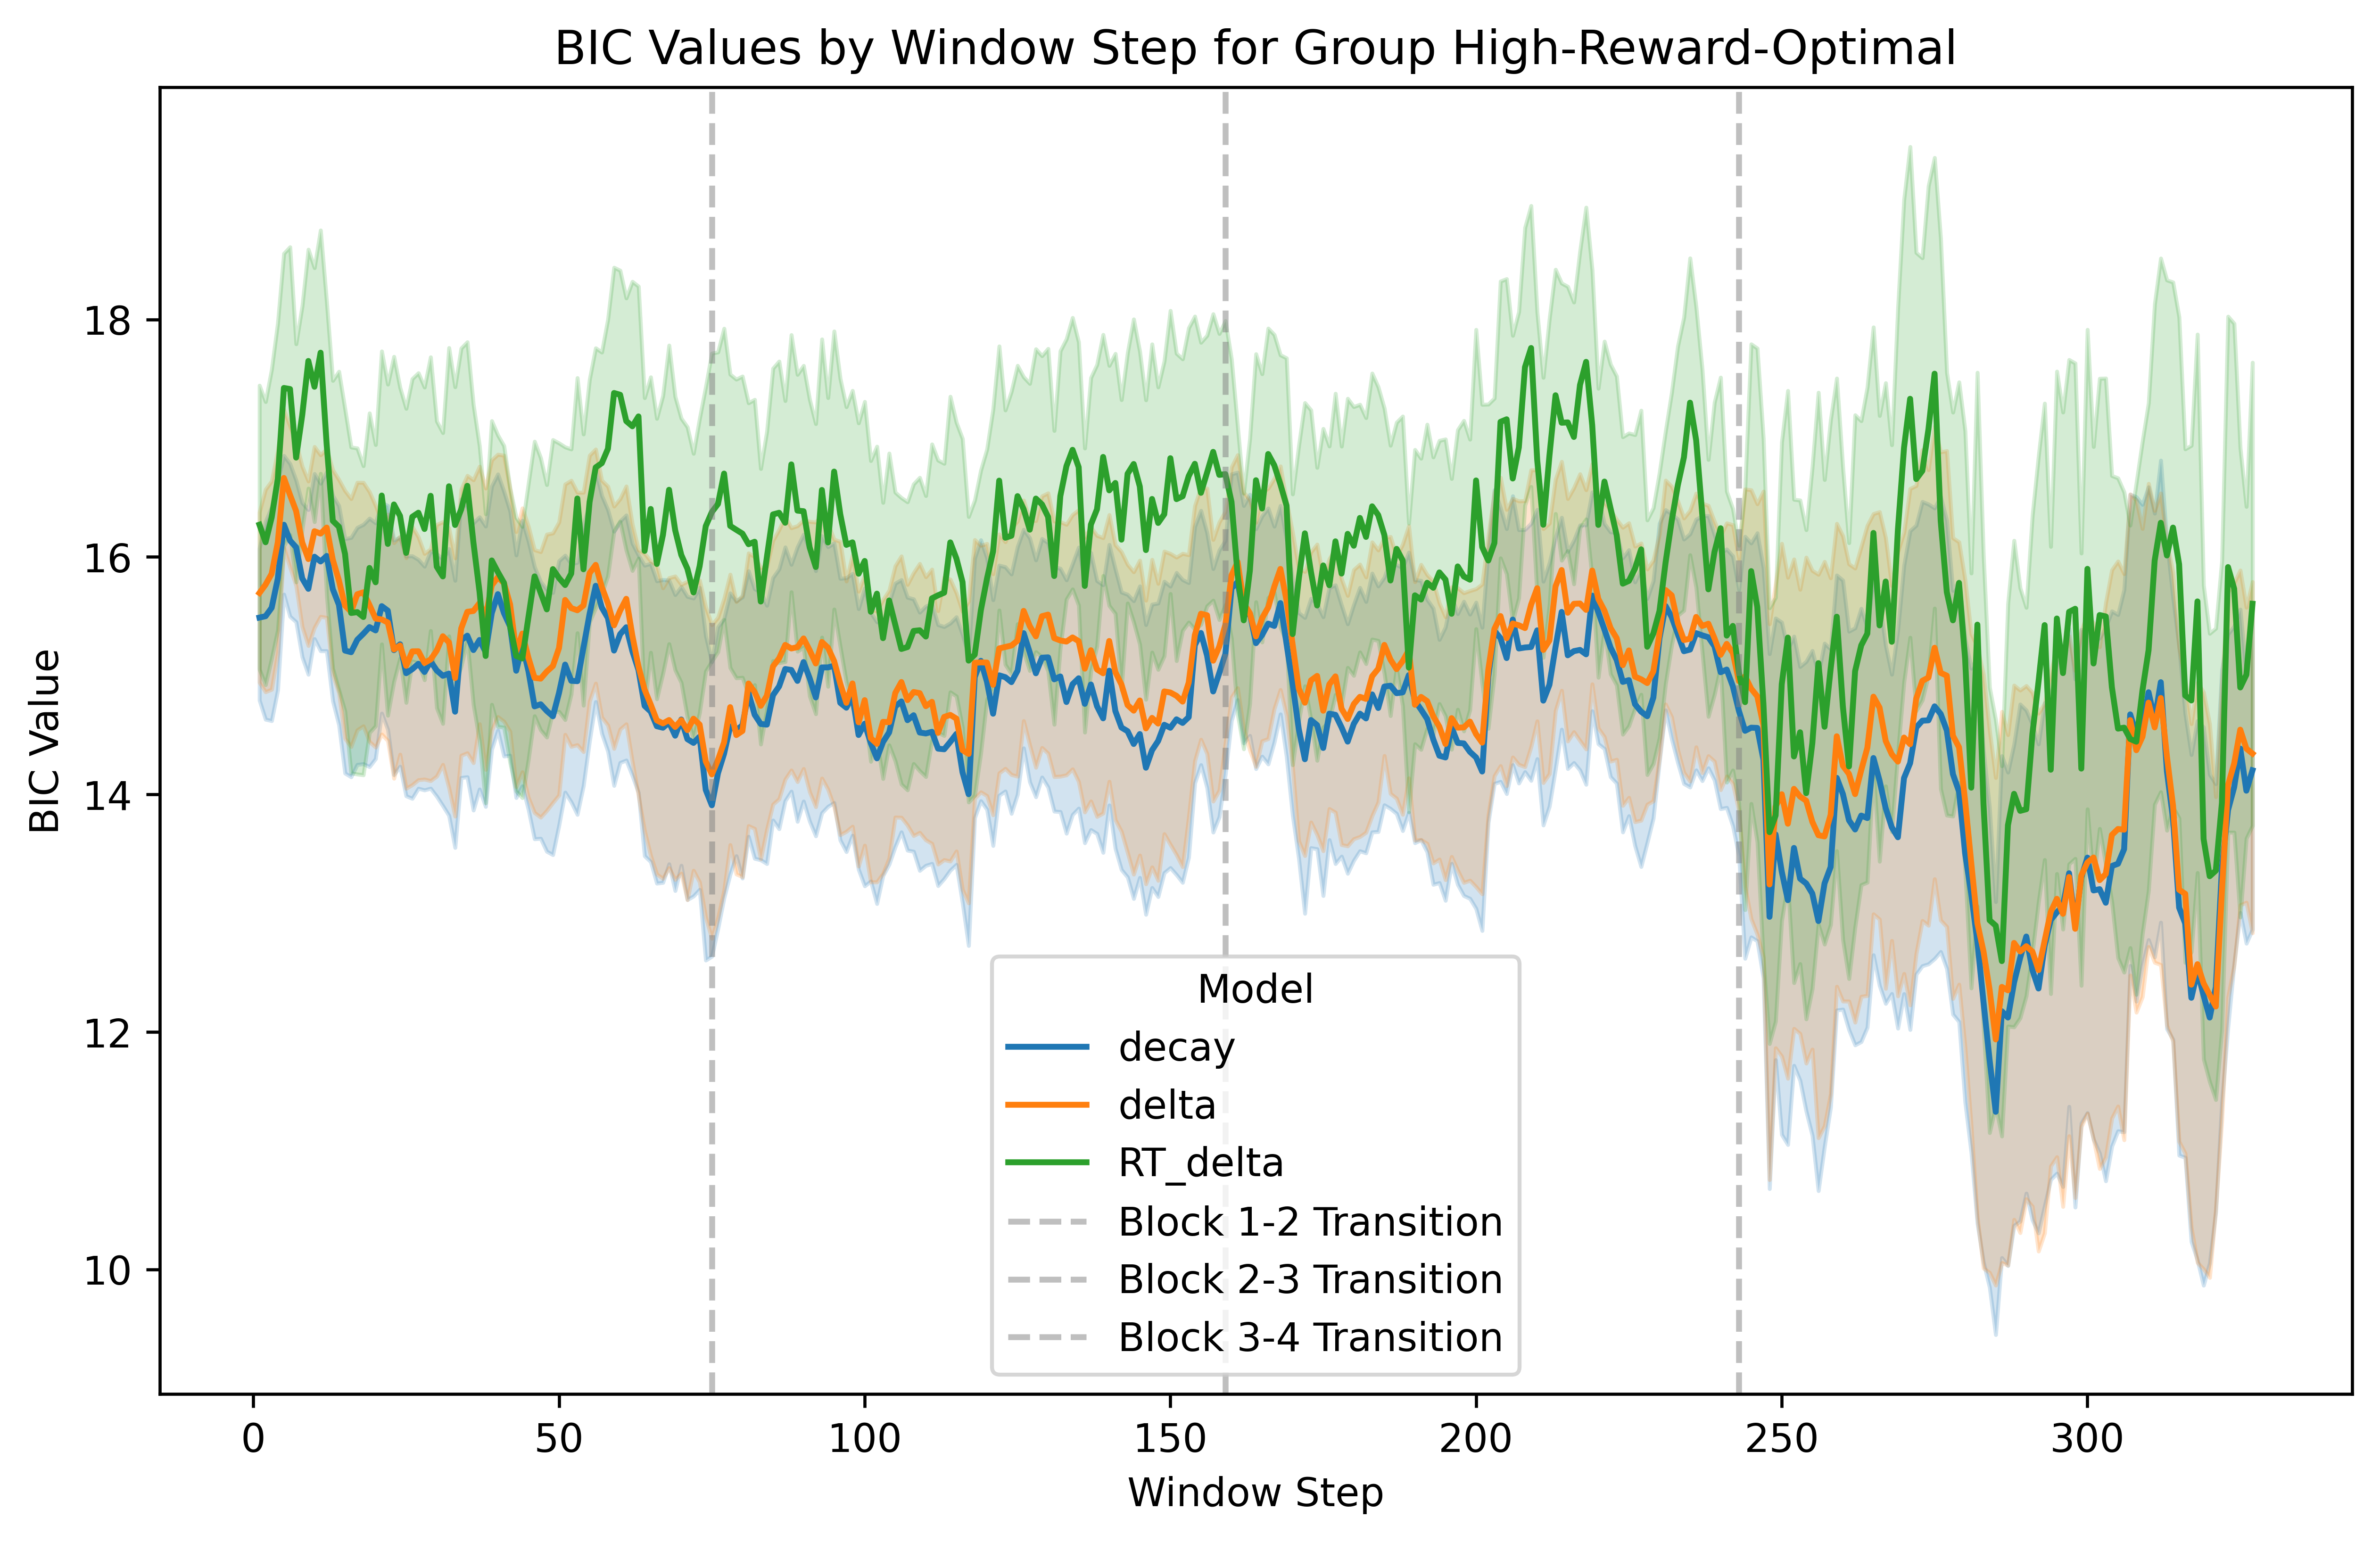 BIC Values by Window Step for Group High-Reward-Optimal
BIC Value
18
16
14
12
10
Model
decay
delta
RT_delta
Block 1-2 Transition
Block 2-3 Transition
Block 3-4 Transition
0 50 100 150 200 250 300
Window Step